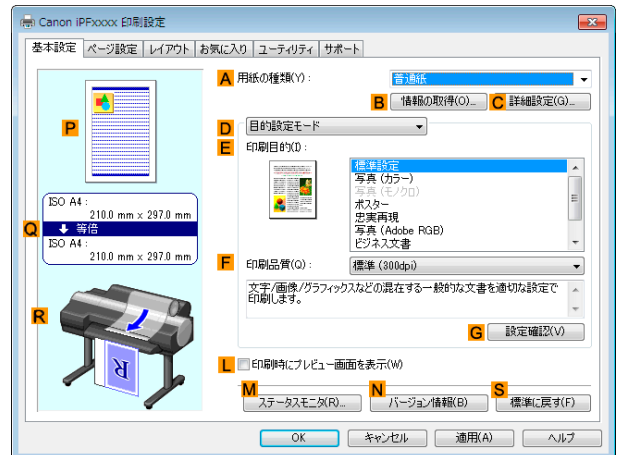 Canon iPFxxxx 印刷設定
基本設定 ページ設定 レイアウト お気に入り ユーティリティ サポート
A 用紙の種類(Y): 普通紙
B 情報の取得(O)... C 詳細設定(G)...
P
D 目的設定モード
E 印刷目的(I):
標準設定
写真 (カラー)
写真 (モノクロ)
ポスター
忠実再現
写真 (Adobe RGB)
ビジネス文書
ISO A4 :
210.0 mm x 297.0 mm
Q 等倍
ISO A4 :
210.0 mm x 297.0 mm
F 印刷品質(Q): 標準 (300dpi)
文字/画像/グラフィックスなどの混在する一般的な文書を適切な設定で
印刷します。
R
G 設定確認(V)
R
L 印刷時にプレビュー画面を表示(W)
M ステータスモニタ(R)... N バージョン情報(B) S 標準に戻す(F)
OK キャンセル 適用(A) ヘルプ